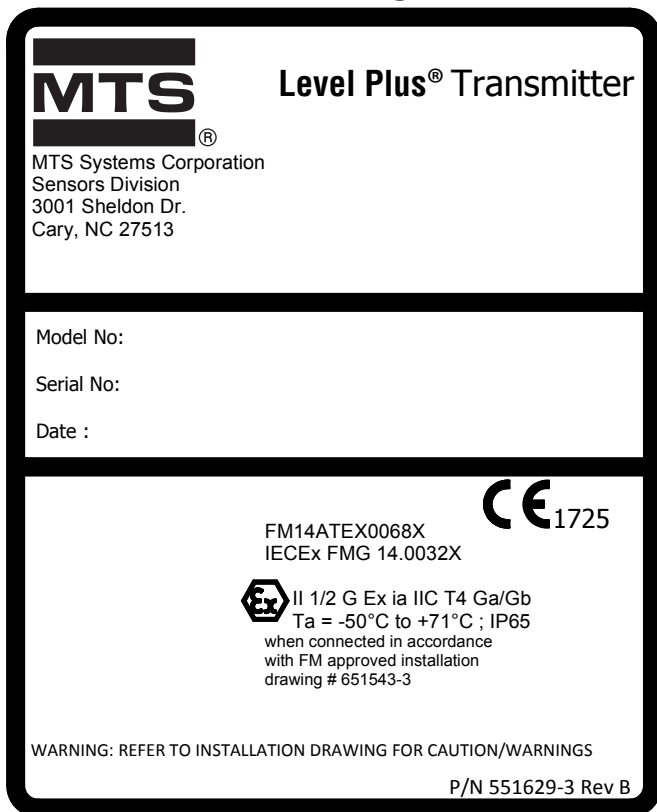 MTS
®
Level Plus® Transmitter
MTS Systems Corporation
Sensors Division
3001 Sheldon Dr.
Cary, NC 27513
Model No:
Serial No:
Date :
CE1725
FM14ATEX0068X
IECEx FMG 14.0032X
Ex II 1/2 G Ex ia IIC T4 Ga/Gb
Ta = -50°C to +71°C ; IP65
when connected in accordance
with FM approved installation
drawing # 651543-3
WARNING: REFER TO INSTALLATION DRAWING FOR CAUTION/WARNINGS
P/N 551629-3 Rev B